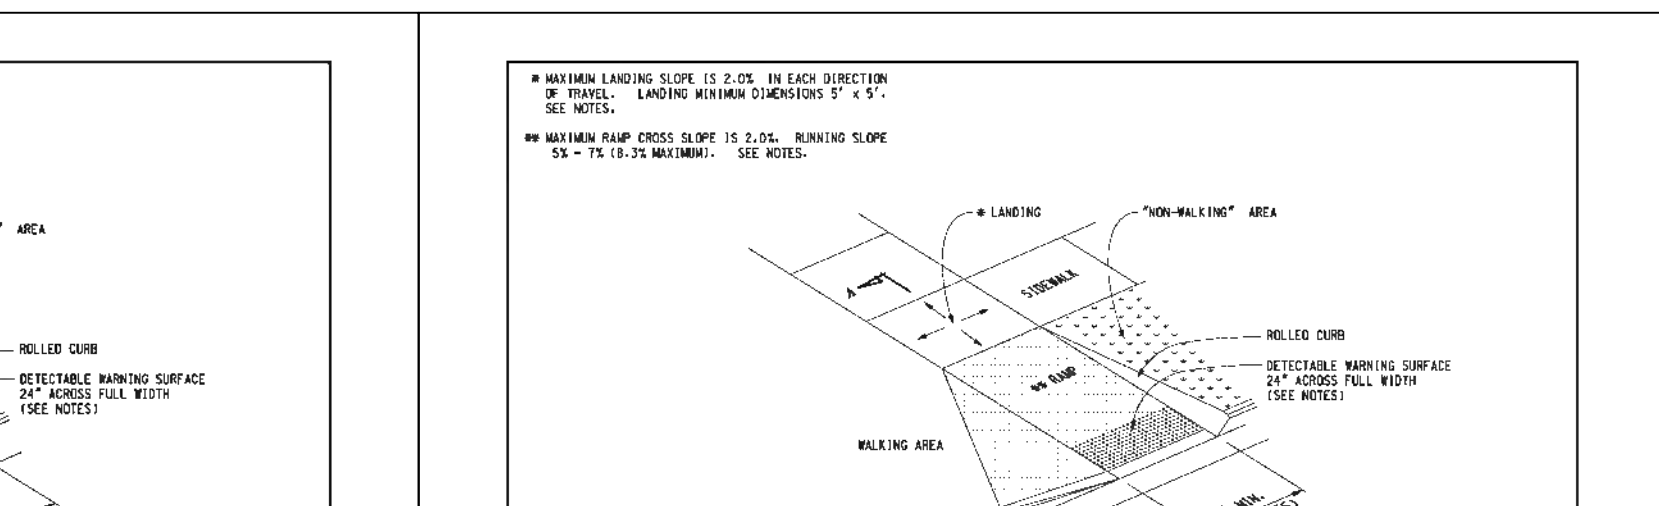 " AREA
ROLLED CURB
DETECTABLE WARNING SURFACE
24" ACROSS FULL WIDTH
(SEE NOTES)
* MAXIMUM LANDING SLOPE IS 2.0% IN EACH DIRECTION
OF TRAVEL. LANDING MINIMUM DIMENSIONS 5' x 5'.
SEE NOTES.
** MAXIMUM RAMP CROSS SLOPE IS 2.0%. RUNNING SLOPE
5% - 7% (8.3% MAXIMUM). SEE NOTES.
* LANDING
"NON-WALKING" AREA
SIDEWALK
ROLLED CURB
** RAMP
DETECTABLE WARNING SURFACE
24" ACROSS FULL WIDTH
(SEE NOTES)
WALKING AREA
MIN.